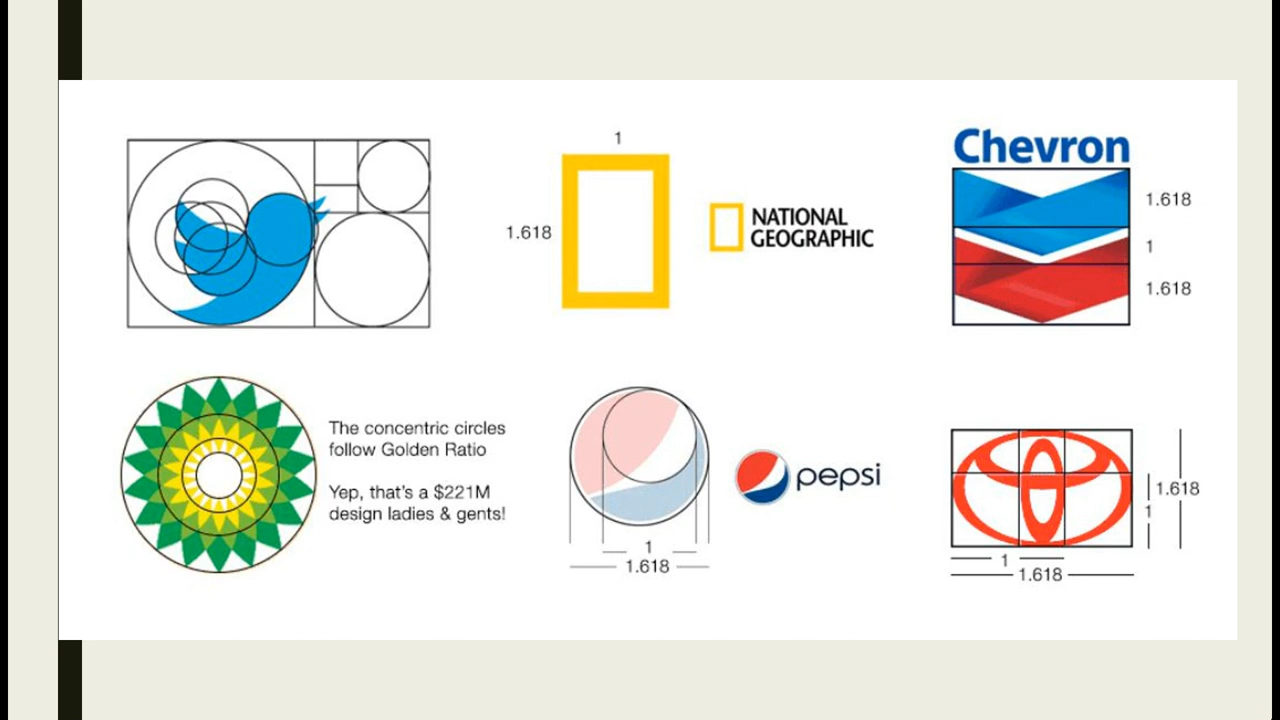 1
1.618
NATIONAL
GEOGRAPHIC
Chevron
1.618
1
1.618
The concentric circles
follow Golden Ratio
Yep, that's a $221M
design ladies & gents!
pepsi
1
1.618
1.618
1
1
1.618